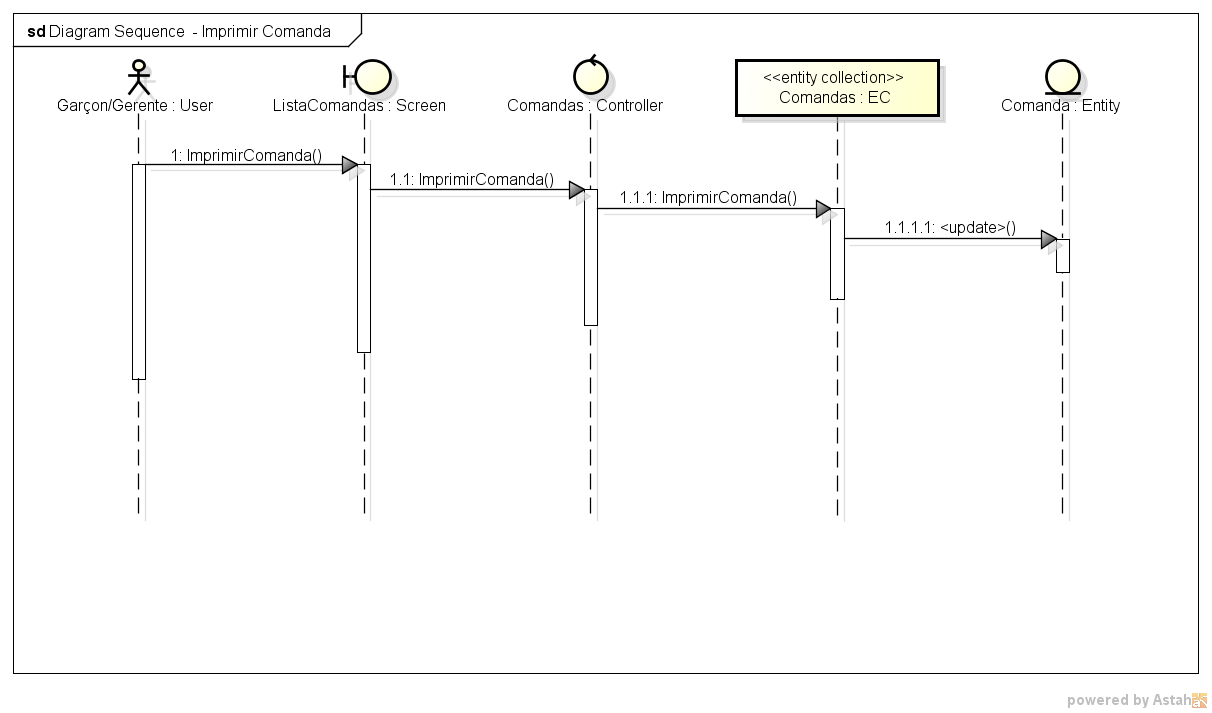 sd Diagram Sequence - Imprimir Comanda
Garçon/Gerente : User
ListaComandas : Screen
Comandas : Controller
<<entity collection>>
Comandas : EC
Comanda : Entity
1: ImprimirComanda()
1.1: ImprimirComanda()
1.1.1: ImprimirComanda()
1.1.1.1: <update>()
powered by Astah